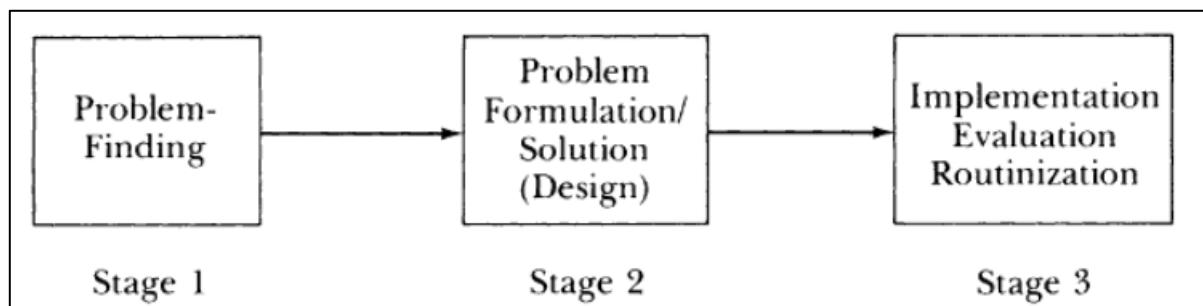 Problem-
Finding
Problem
Formulation/
Solution
(Design)
Implementation
Evaluation
Routinization
Stage 1
Stage 2
Stage 3